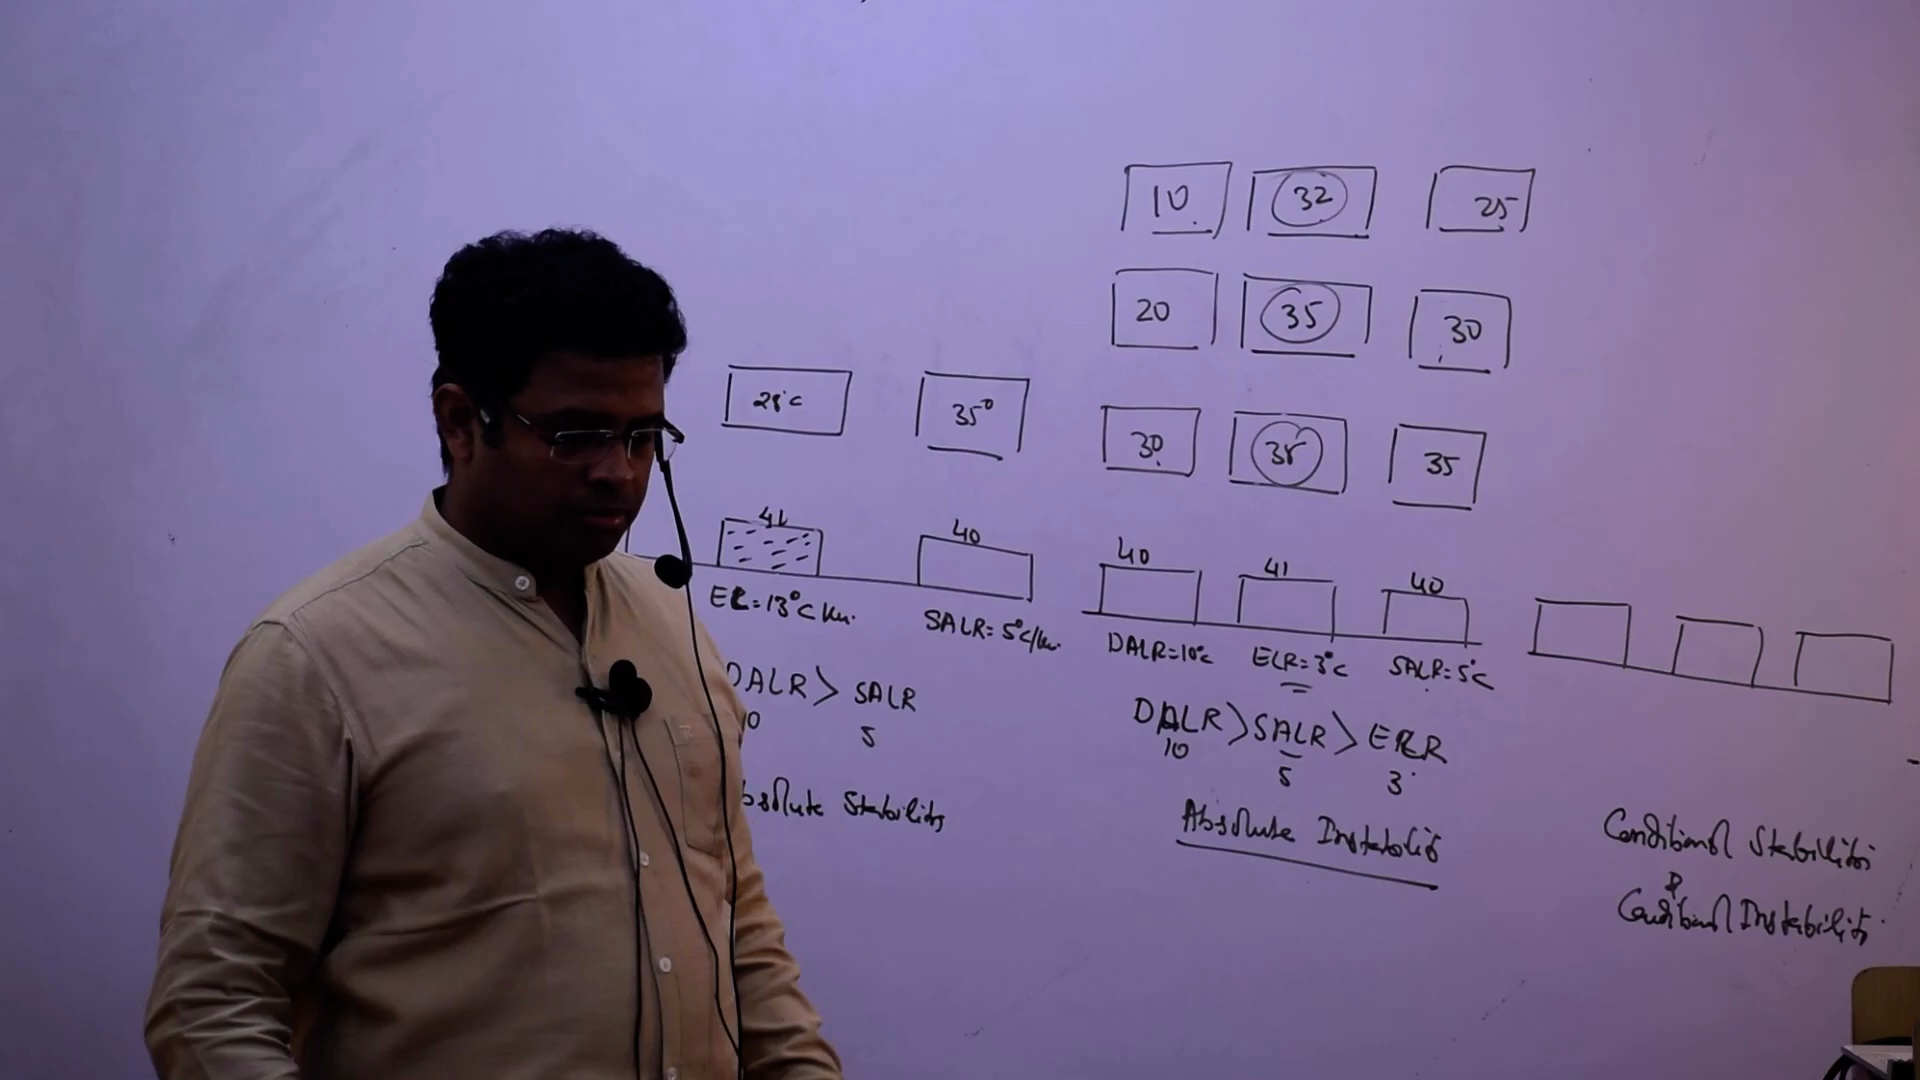 10 32 25
20 35 30
28°C 35°
30 38 35
41 40
40 41 40
ELR=13°C km.
SALR=5°C/km.
DALR=10°C ELR=3°C SALR=5°C
DALR > SALR
10 5
DALR > SALR > ELR
10 5 3
bsolute Stability
Absolute Instability
Conditional Stability
&
Conditional Instability